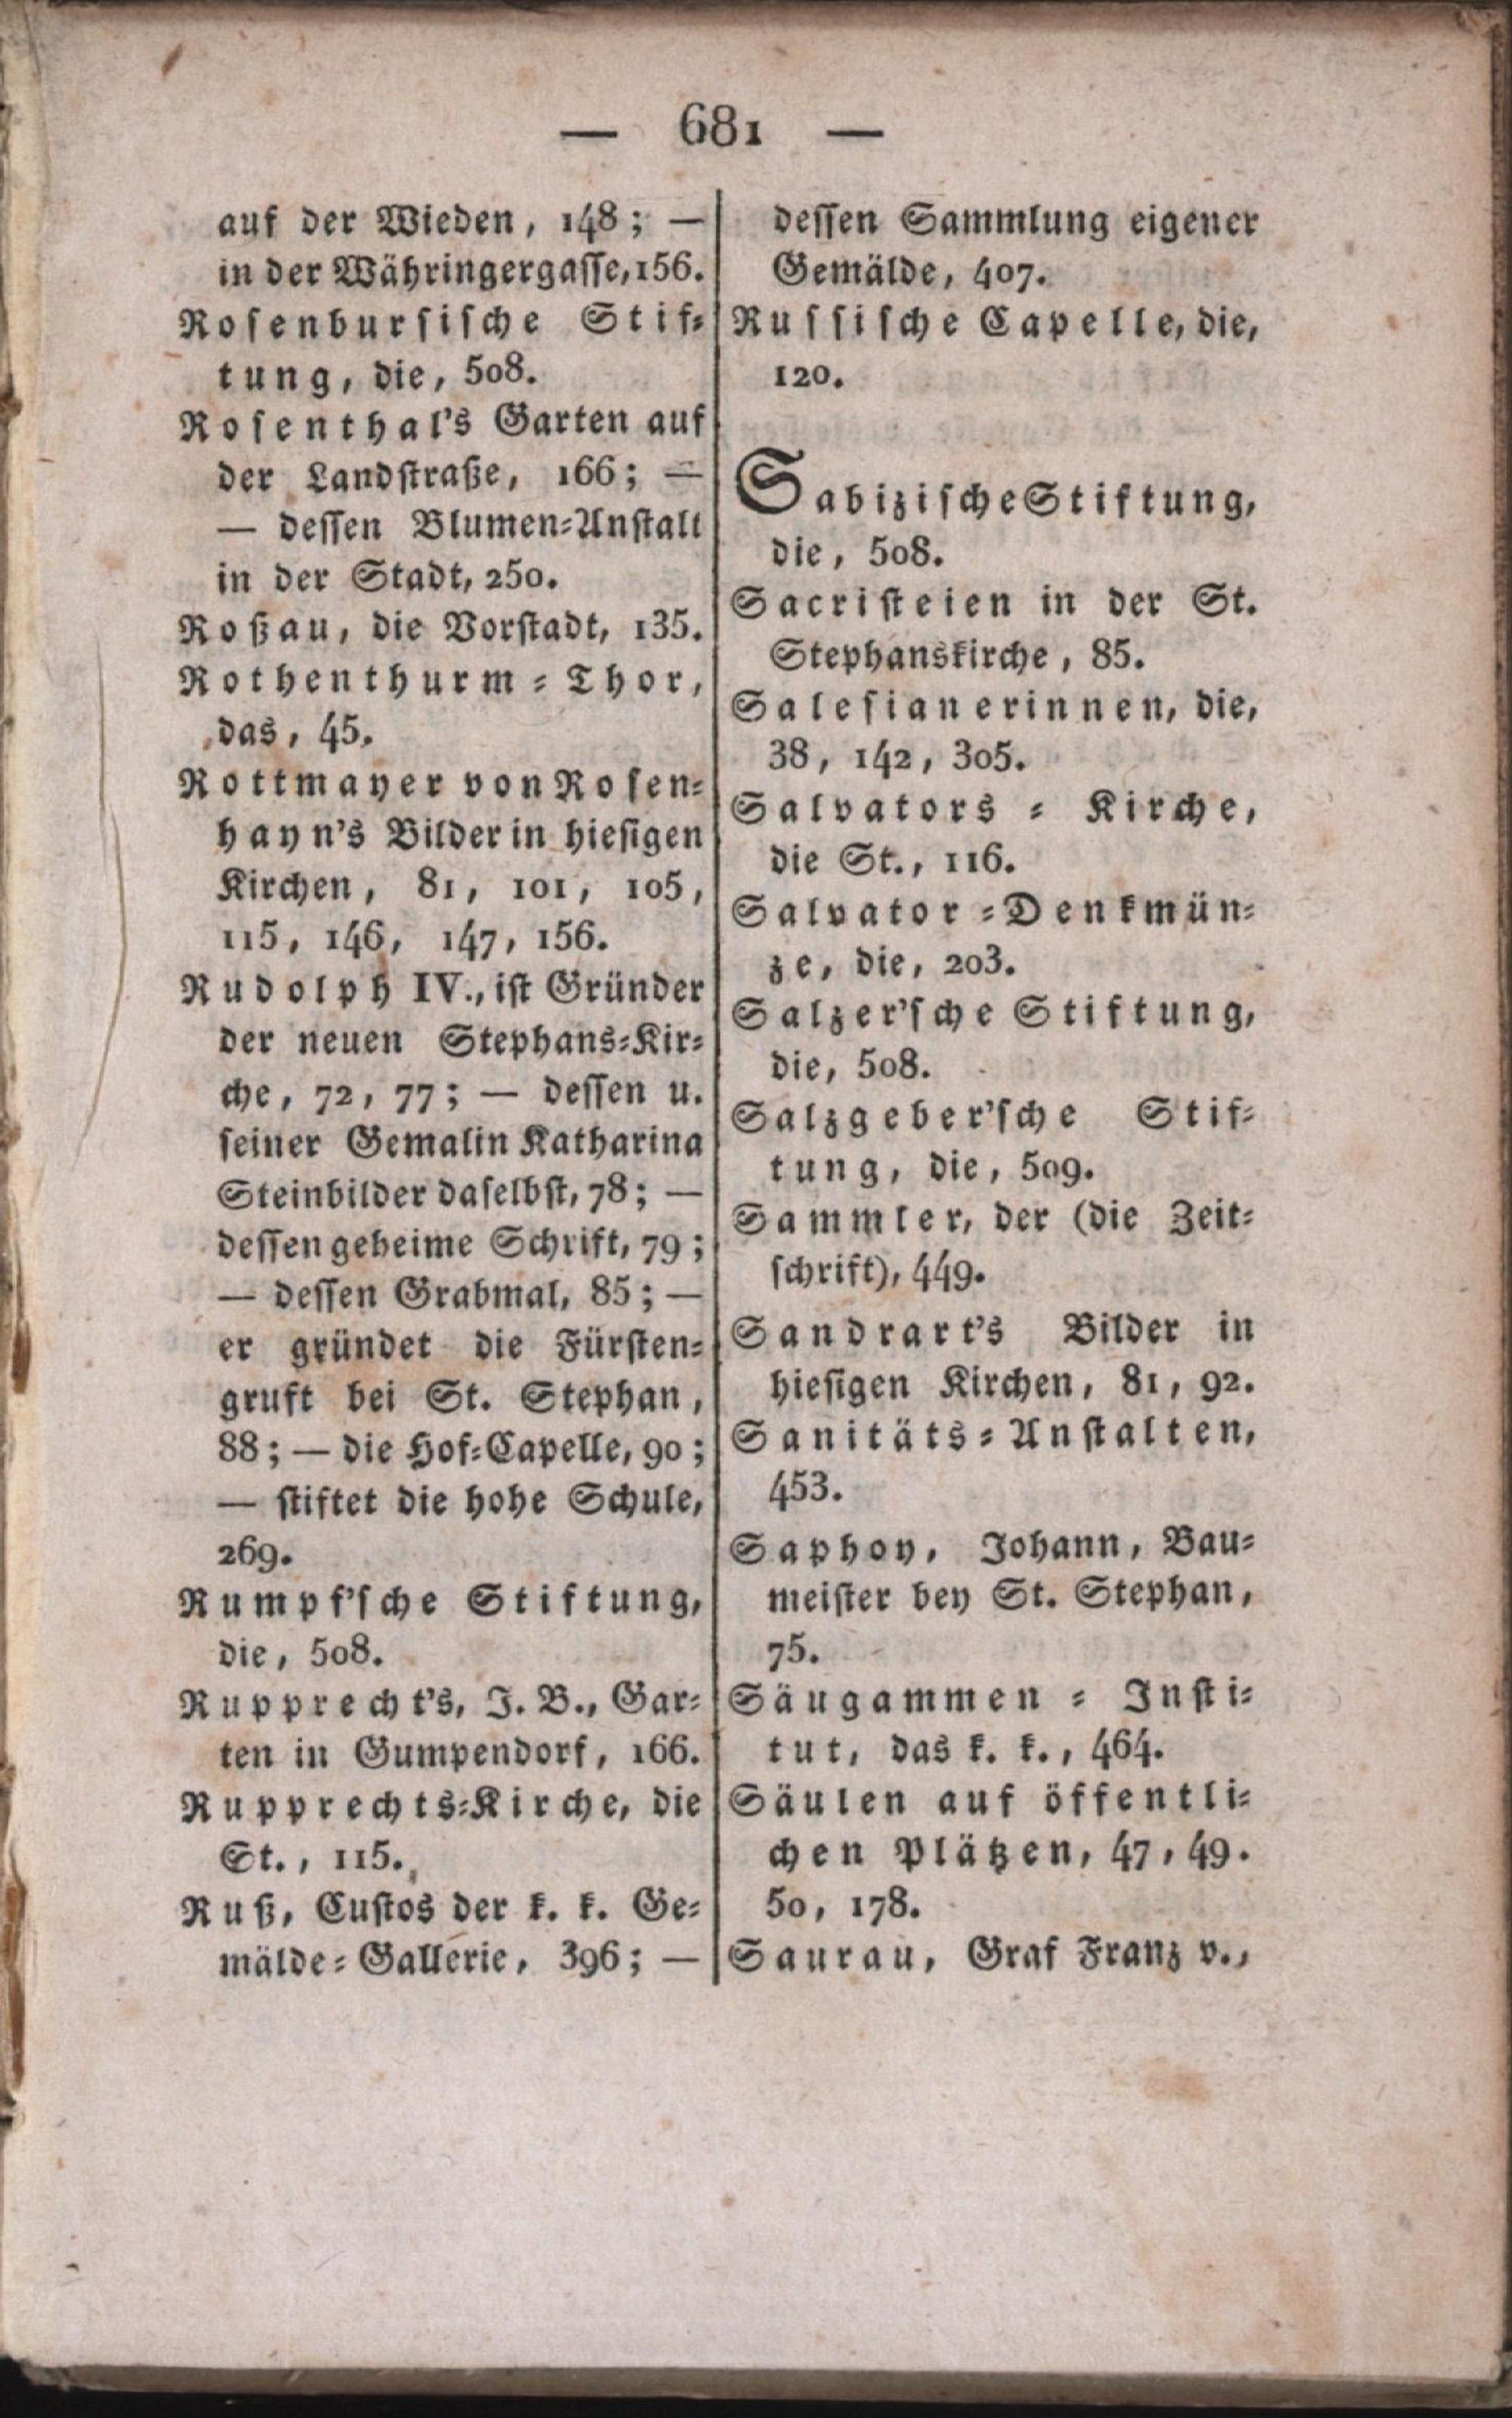 — 681 —
auf der Wieden, 148; —
in der Währingergasse, 156.
Rosenbursische Stif-
tung, die, 508.
Rosenthal's Garten auf
der Landstraße, 166; —
— dessen Blumen-Anstalt
in der Stadt, 250.
Roßau, die Vorstadt, 135.
Rothenthurm-Thor,
das, 45.
Rottmayer von Rosen-
hayn's Bilder in hiesigen
Kirchen, 81, 101, 105,
115, 146, 147, 156.
Rudolph IV., ist Gründer
der neuen Stephans-Kir-
che, 72, 77; — dessen u.
seiner Gemalin Katharina
Steinbilder daselbst, 78; —
dessen geheime Schrift, 79;
— dessen Grabmal, 85; —
er gründet die Fürsten-
gruft bei St. Stephan,
88; — die Hof-Capelle, 90;
— stiftet die hohe Schule,
269.
Rumpf'sche Stiftung,
die, 508.
Rupprecht's, J. B., Gar-
ten in Gumpendorf, 166.
Rupprechts-Kirche, die
St., 115.
Ruß, Custos der k. k. Ge-
mälde-Gallerie, 396; —
dessen Sammlung eigener
Gemälde, 407.
Russische Capelle, die,
120.
Sabizische Stiftung,
die, 508.
Sacristeien in der St.
Stephanskirche, 85.
Salesianerinnen, die,
38, 142, 305.
Salvators-Kirche,
die St., 116.
Salvator-Denkmün-
ze, die, 203.
Salzer'sche Stiftung,
die, 508.
Salzgeber'sche Stif-
tung, die, 509.
Sammler, der (die Zeit-
schrift), 449.
Sandrart's Bilder in
hiesigen Kirchen, 81, 92.
Sanitäts-Anstalten,
453.
Saphoy, Johann, Bau-
meister bey St. Stephan,
75.
Säugammen-Insti-
tut, das k. k., 464.
Säulen auf öffentli-
chen Plätzen, 47, 49.
50, 178.
Saurau, Graf Franz v.,